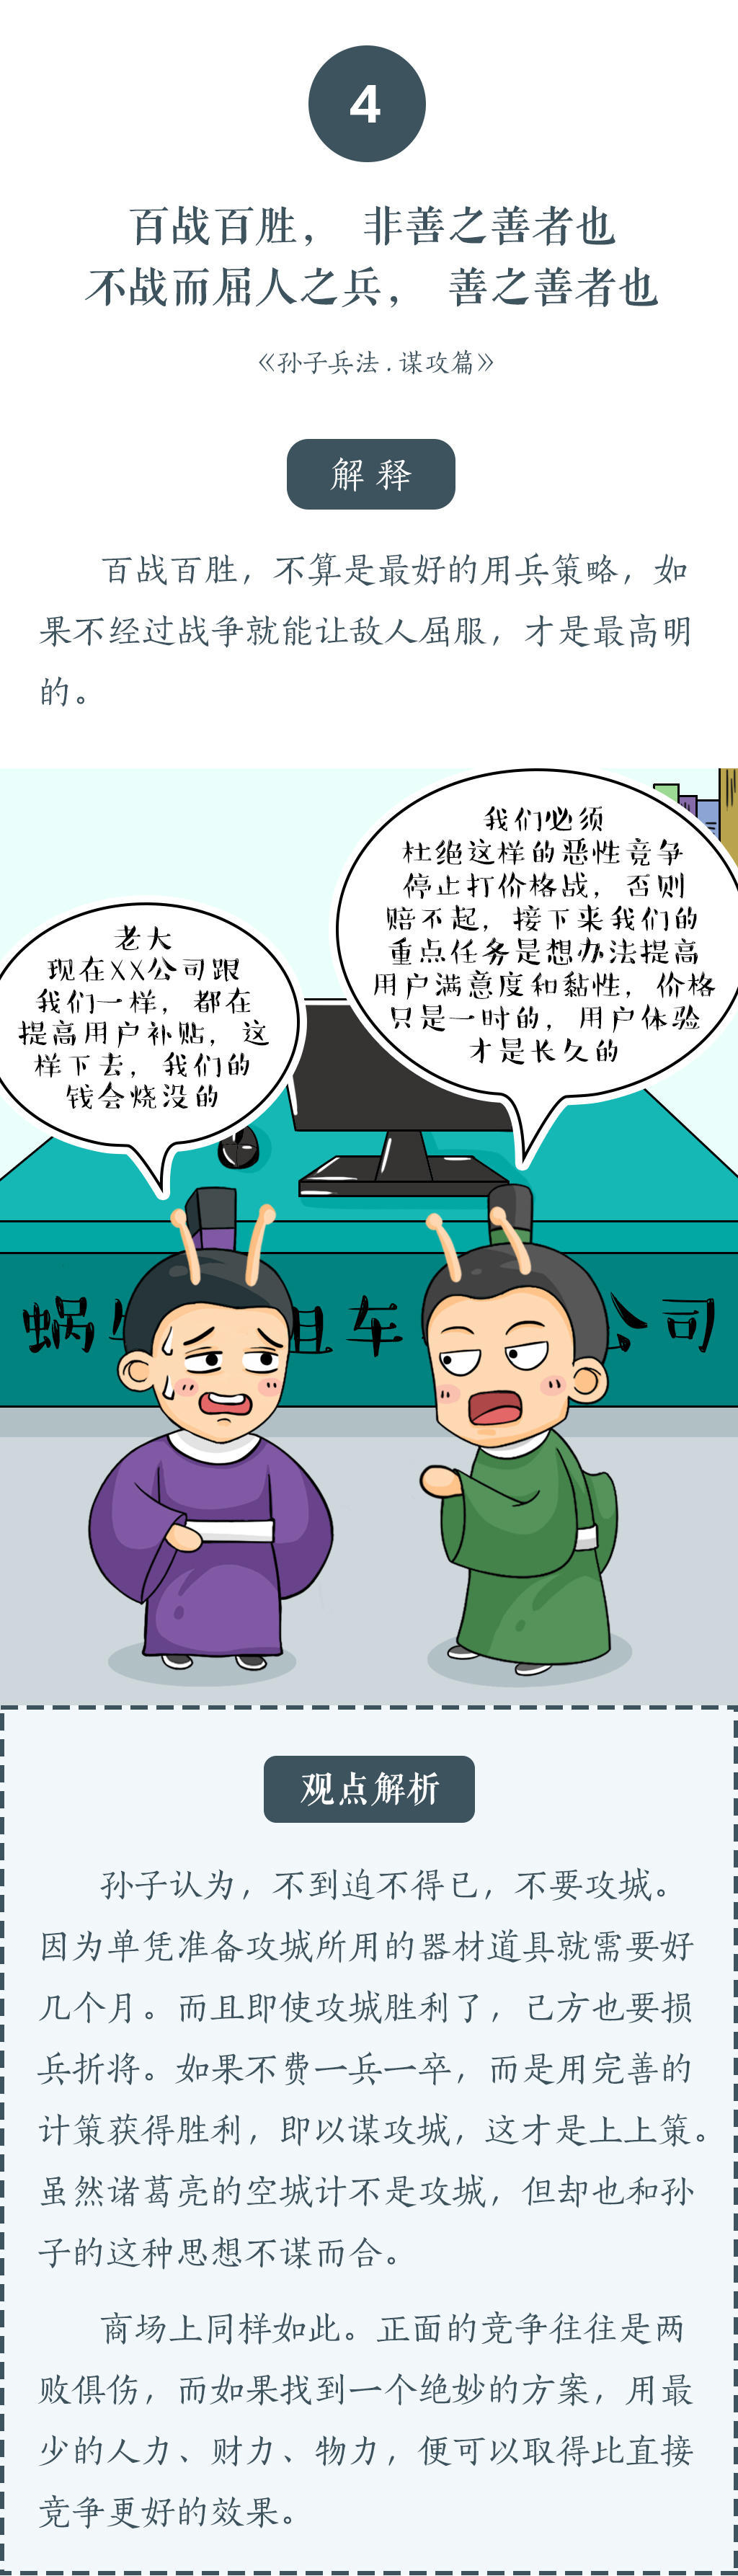 4
百战百胜， 非善之善者也
不战而屈人之兵， 善之善者也
《孙子兵法.谋攻篇》
解释
百战百胜，不算是最好的用兵策略，如
果不经过战争就能让敌人屈服，才是最高明
的。
我们必须
杜绝这样的恶性竞争
停止打价格战，否则
赔不起，接下来我们的
重点任务是想办法提高
用户满意度和黏性，价格
只是一时的，用户体验
才是长久的
老大
现在XX公司跟
我们一样，都在
提高用户补贴，这
样下去，我们的
钱会烧没的
蜗 车 公司
观点解析
孙子认为，不到迫不得已，不要攻城。
因为单凭准备攻城所用的器材道具就需要好
几个月。而且即使攻城胜利了，己方也要损
兵折将。如果不费一兵一卒，而是用完善的
计策获得胜利，即以谋攻城，这才是上上策。
虽然诸葛亮的空城计不是攻城，但却也和孙
子的这种思想不谋而合。
商场上同样如此。正面的竞争往往是两
败俱伤，而如果找到一个绝妙的方案，用最
少的人力、财力、物力，便可以取得比直接
竞争更好的效果。